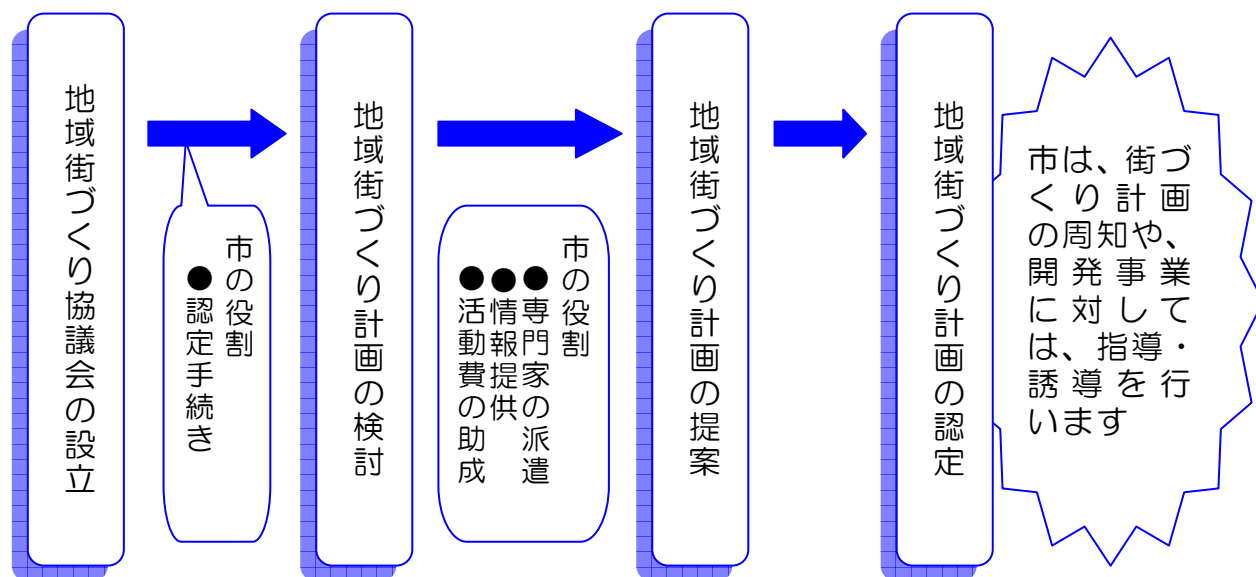 地域街づくり協議会の設立
市の役割
●認定手続き
地域街づくり計画の検討
市の役割
●専門家の派遣
●情報提供
●活動費の助成
地域街づくり計画の提案
地域街づくり計画の認定
市は、街づ
くり計画
の周知や、
開発事業
に対して
は、指導・
誘導を行
います